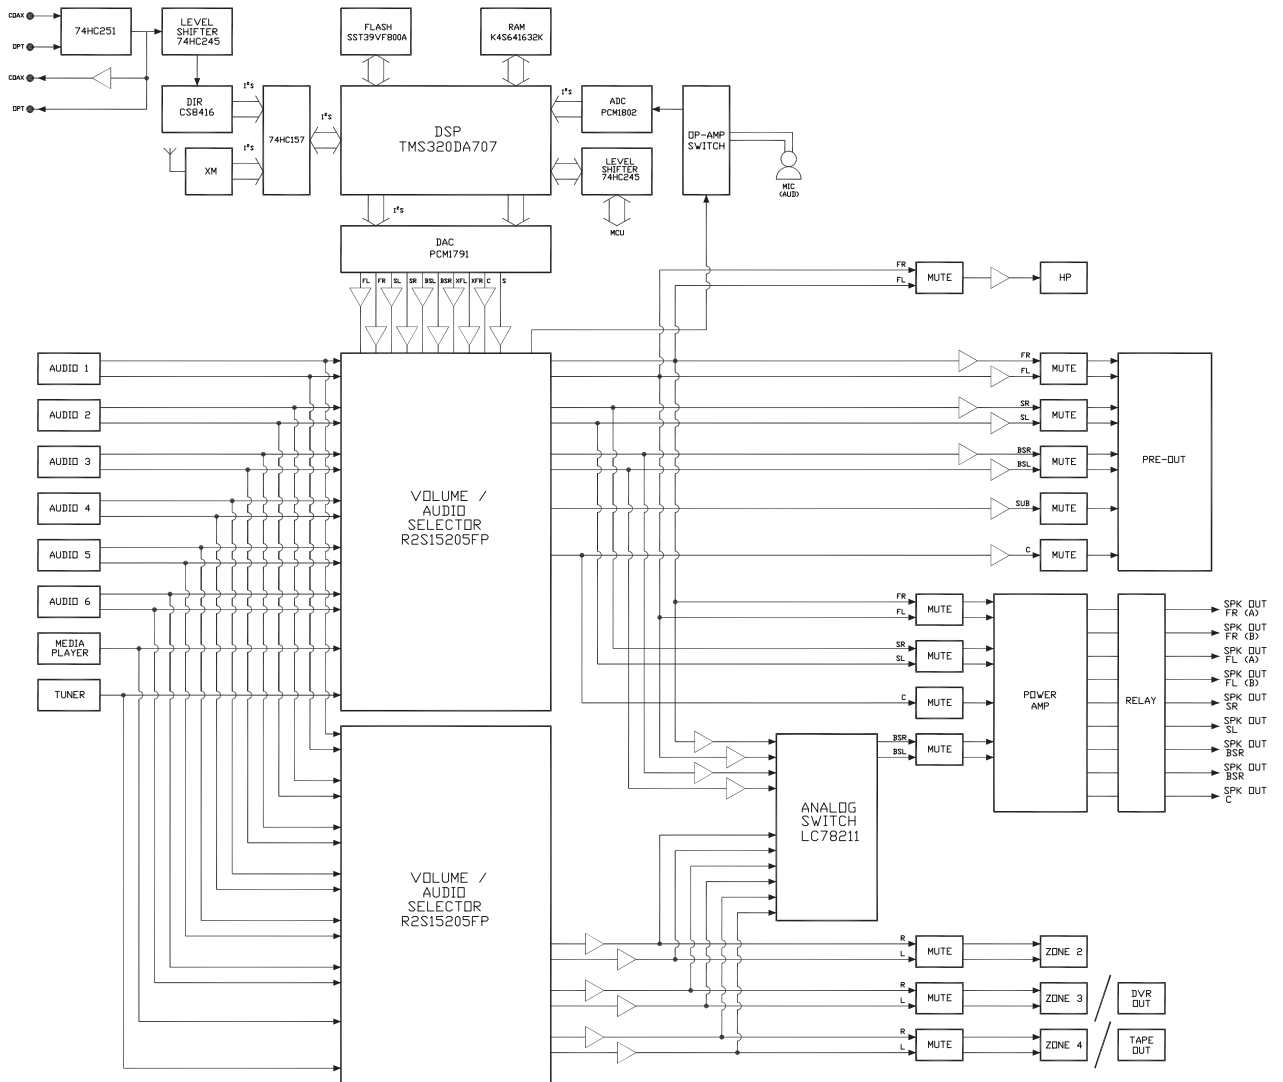 COAX
OPT
COAX
OPT
74HC251
LEVEL
SHIFTER
74HC245
FLASH
SST39VF800A
RAM
K4S641632K
DIR
CS8416
I²S
XM
I²S
74HC157
I²S
DSP
TMS320DA707
I²S
ADC
PCM1802
LEVEL
SHIFTER
74HC245
MCU
OP-AMP
SWITCH
MIC
(AUD)
I²S
DAC
PCM1791
FL
FR
SL
SR
BSL
BSR
XFL
XFR
C
S
FR
FL
MUTE
HP
AUDIO 1
AUDIO 2
AUDIO 3
AUDIO 4
AUDIO 5
AUDIO 6
MEDIA
PLAYER
TUNER
VOLUME /
AUDIO
SELECTOR
R2S15205FP
FR
FL
MUTE
SR
SL
MUTE
BSR
BSL
MUTE
SUB
MUTE
C
MUTE
PRE-OUT
FR
FL
MUTE
SR
SL
MUTE
C
MUTE
BSR
BSL
MUTE
POWER
AMP
RELAY
SPK OUT
FR (A)
SPK OUT
FR (B)
SPK OUT
FL (A)
SPK OUT
FL (B)
SPK OUT
SR
SPK OUT
SL
SPK OUT
BSR
SPK OUT
BSR
SPK OUT
C
ANALOG
SWITCH
LC78211
VOLUME /
AUDIO
SELECTOR
R2S15205FP
R
L
MUTE
ZONE 2
R
L
MUTE
ZONE 3
/
DVR
OUT
R
L
MUTE
ZONE 4
/
TAPE
OUT